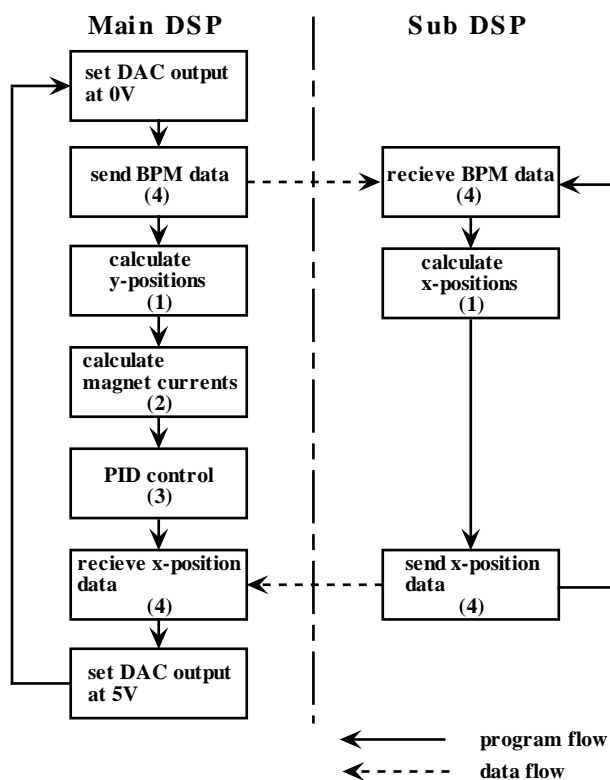 Main DSP
Sub DSP
set DAC output
at 0V
send BPM data
(4)
recieve BPM data
(4)
calculate
y-positions
(1)
calculate
x-positions
(1)
calculate
magnet currents
(2)
PID control
(3)
recieve x-position
data
(4)
send x-position
data
(4)
set DAC output
at 5V
program flow
data flow